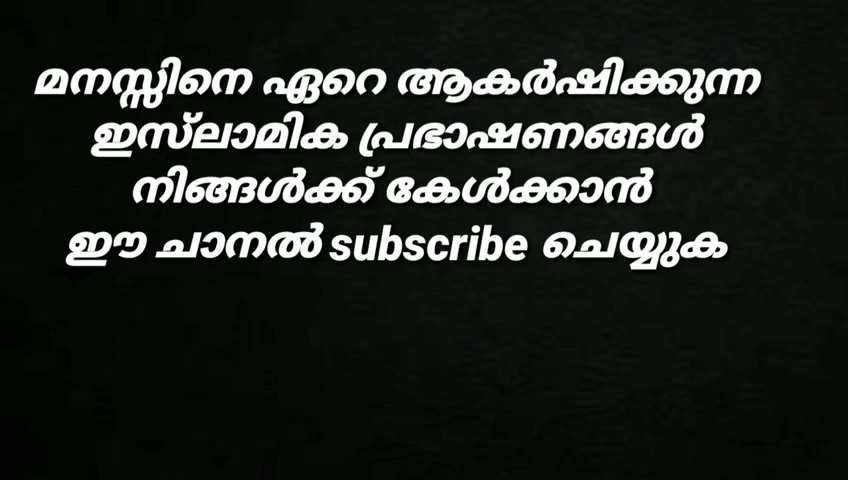 മനസ്സിനെ ഏറെ ആകർഷിക്കുന്ന
ഇസ്‌ലാമിക പ്രഭാഷണങ്ങൾ
നിങ്ങൾക്ക് കേൾക്കാൻ
ഈ ചാനൽ subscribe ചെയ്യുക